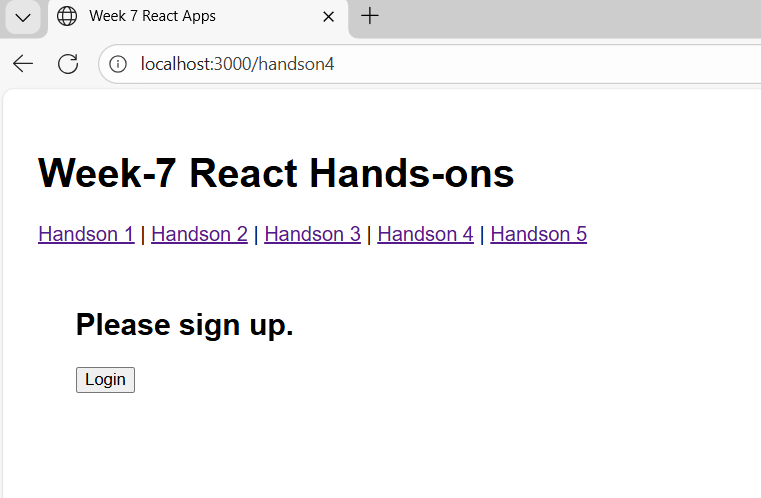 Week 7 React Apps
localhost:3000/handson4
Week-7 React Hands-ons
Handson 1 | Handson 2 | Handson 3 | Handson 4 | Handson 5
Please sign up.
Login